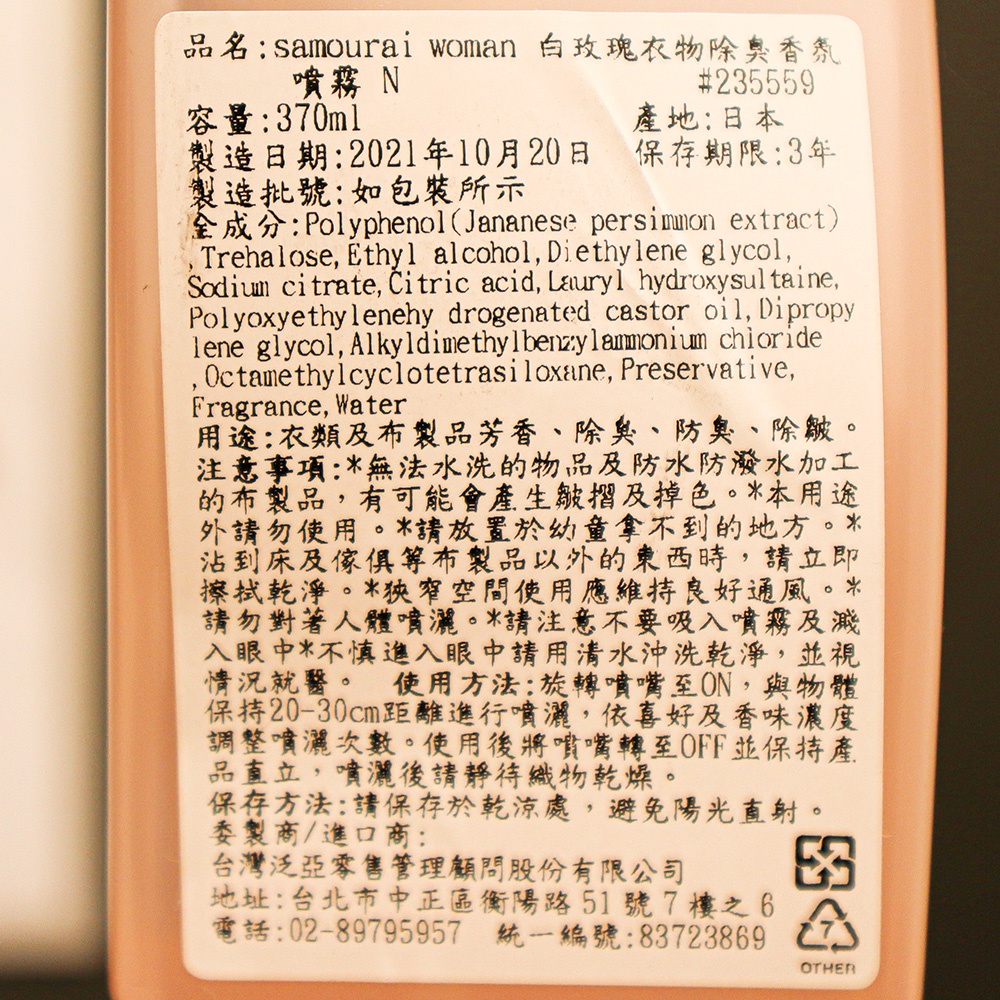 品名:samourai woman 白玫瑰衣物除臭香氛
噴霧 N #235559
容量:370ml 產地:日本
製造日期:2021年10月20日 保存期限:3年
製造批號:如包裝所示
全成分:Polyphenol(Jananese persimmon extract)
,Trehalose,Ethyl alcohol,Diethylene glycol,
Sodium citrate,Citric acid,Lauryl hydroxysultaine,
Polyoxyethylenehy drogenated castor oil,Dipropy
lene glycol,Alkyldimethylbenzylammonium chloride
,Octamethylcyclotetrasiloxane,Preservative,
Fragrance,Water
用途:衣類及布製品芳香、除臭、防臭、除皺。
注意事項:*無法水洗的物品及防水防潑水加工
的布製品，有可能會產生皺摺及掉色。*本用途
外請勿使用。*請放置於幼童拿不到的地方。*
沾到床及傢俱等布製品以外的東西時，請立即
擦拭乾淨。*狹窄空間使用應維持良好通風。*
請勿對著人體噴灑。*請注意不要吸入噴霧及濺
入眼中*不慎進入眼中請用清水沖洗乾淨，並視
情況就醫。 使用方法:旋轉噴嘴至ON，與物體
保持20-30cm距離進行噴灑，依喜好及香味濃度
調整噴灑次數。使用後將噴嘴轉至OFF並保持產
品直立，噴灑後請靜待織物乾燥。
保存方法:請保存於乾涼處，避免陽光直射。
委製商/進口商:
台灣泛亞零售管理顧問股份有限公司
地址:台北市中正區衡陽路51號7樓之6
電話:02-89795957 統一編號:83723869
7
OTHER